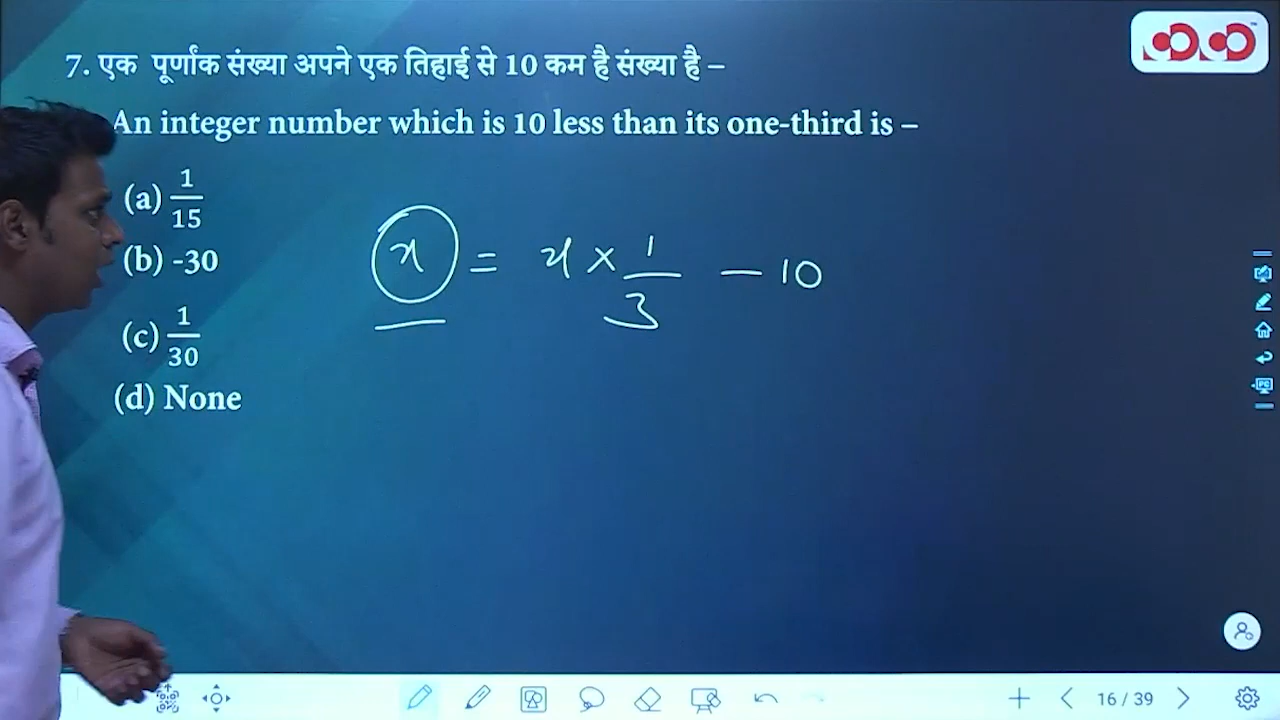 7. एक पूर्णांक संख्या अपने एक तिहाई से 10 कम है संख्या है –
An integer number which is 10 less than its one-third is –
(a) 1/15
(b) -30
(c) 1/30
(d) None
x = x × 1/3 — 10
PC
16 / 39